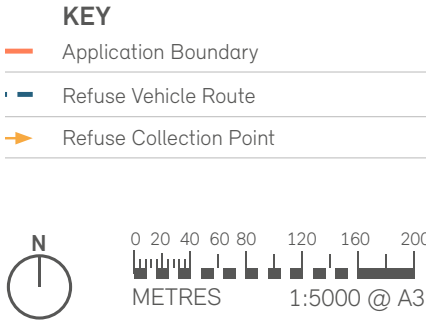 KEY
Application Boundary
Refuse Vehicle Route
Refuse Collection Point
N
0 20 40 60 80 120 160 200
METRES 1:5000 @ A3